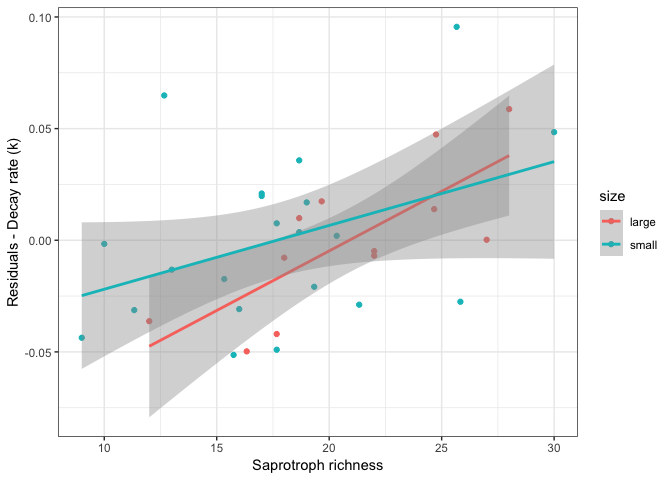 0.10
0.05
0.00
-0.05
Residuals - Decay rate (k)
10 15 20 25 30
Saprotroph richness
size
large
small